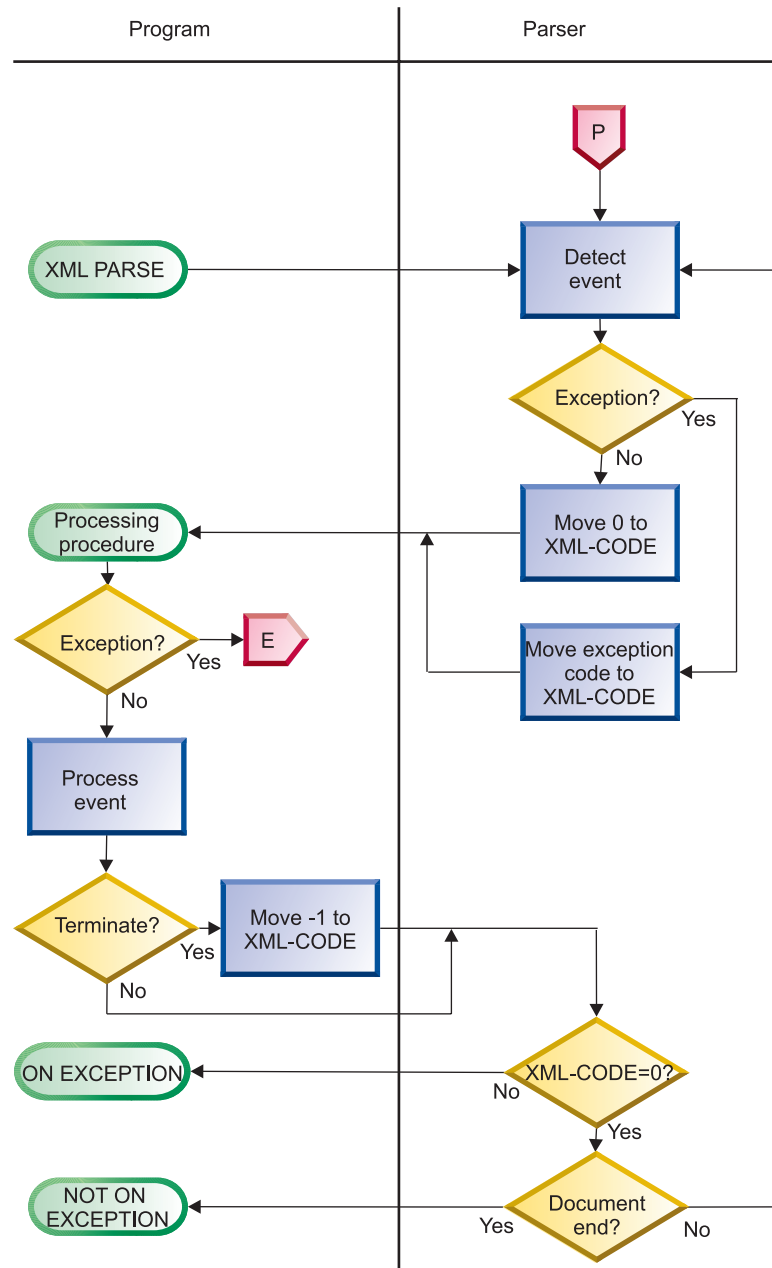 Program
Parser
P
XML PARSE
Detect
event
Exception?
Yes
No
Processing
procedure
Move 0 to
XML-CODE
Exception?
Yes
E
No
Move exception
code to
XML-CODE
Process
event
Terminate?
Yes
Move -1 to
XML-CODE
No
ON EXCEPTION
XML-CODE=0?
No
Yes
NOT ON
EXCEPTION
Document
end?
Yes
No